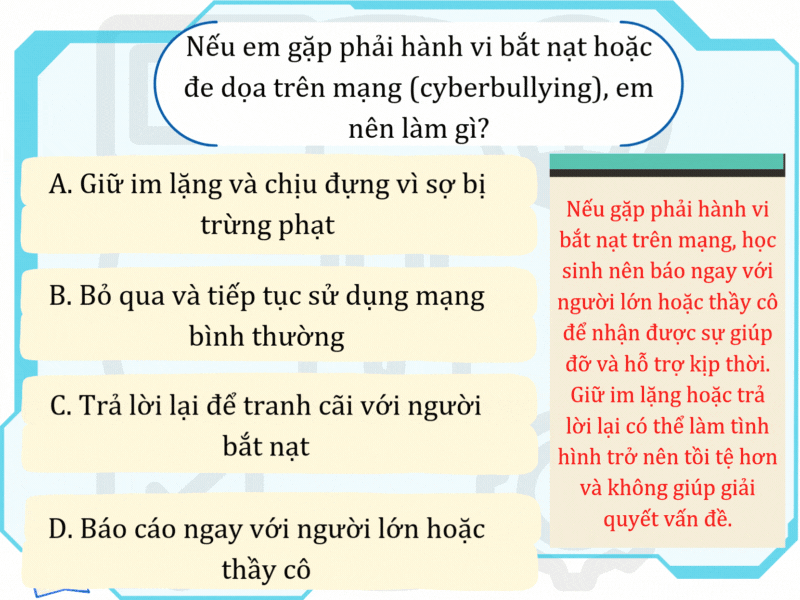 Nếu em gặp phải hành vi bắt nạt hoặc
đe dọa trên mạng (cyberbullying), em
nên làm gì?
A. Giữ im lặng và chịu đựng vì sợ bị
trừng phạt
B. Bỏ qua và tiếp tục sử dụng mạng
bình thường
C. Trả lời lại để tranh cãi với người
bắt nạt
D. Báo cáo ngay với người lớn hoặc
thầy cô
Nếu gặp phải hành vi
bắt nạt trên mạng, học
sinh nên báo ngay với
người lớn hoặc thầy cô
để nhận được sự giúp
đỡ và hỗ trợ kịp thời.
Giữ im lặng hoặc trả
lời lại có thể làm tình
hình trở nên tồi tệ hơn
và không giúp giải
quyết vấn đề.